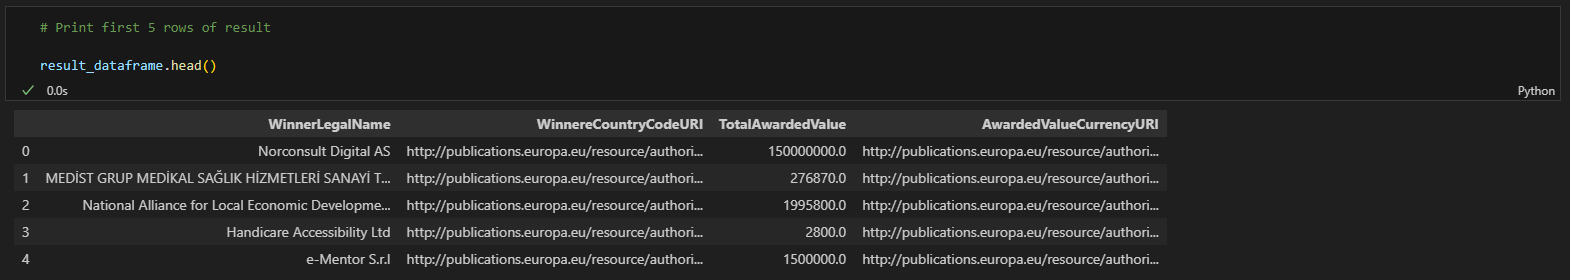 # Print first 5 rows of result
result_dataframe.head()
0.0s
Python
WinnerLegalName WinnereCountryCodeURI TotalAwardedValue AwardedValueCurrencyURI
0 Norconsult Digital AS http://publications.europa.eu/resource/authori... 150000000.0 http://publications.europa.eu/resource/authori...
1 MEDİST GRUP MEDİKAL SAĞLIK HİZMETLERİ SANAYİ T... http://publications.europa.eu/resource/authori... 276870.0 http://publications.europa.eu/resource/authori...
2 National Alliance for Local Economic Developme... http://publications.europa.eu/resource/authori... 1995800.0 http://publications.europa.eu/resource/authori...
3 Handicare Accessibility Ltd http://publications.europa.eu/resource/authori... 2800.0 http://publications.europa.eu/resource/authori...
4 e-Mentor S.r.l http://publications.europa.eu/resource/authori... 1500000.0 http://publications.europa.eu/resource/authori...